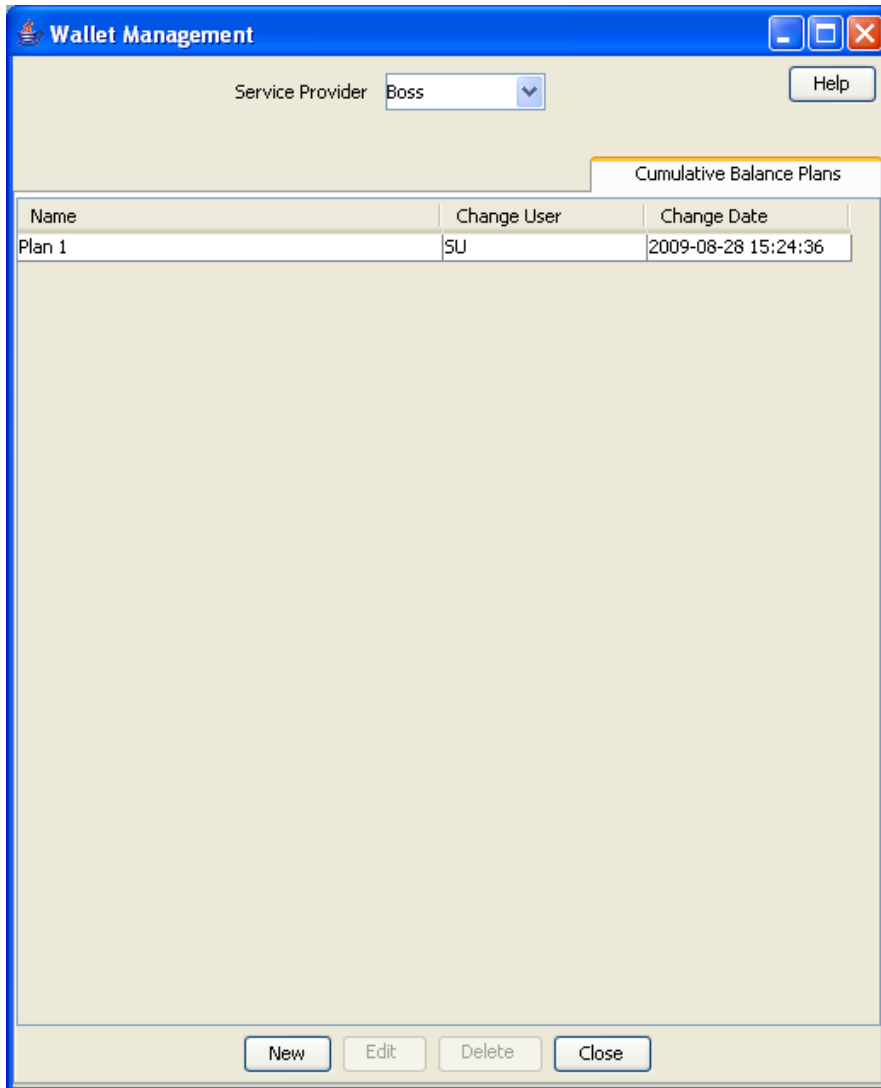 Wallet Management
Service Provider Boss Help
Cumulative Balance Plans
Name Change User Change Date
Plan 1 SU 2009-08-28 15:24:36
New Edit Delete Close